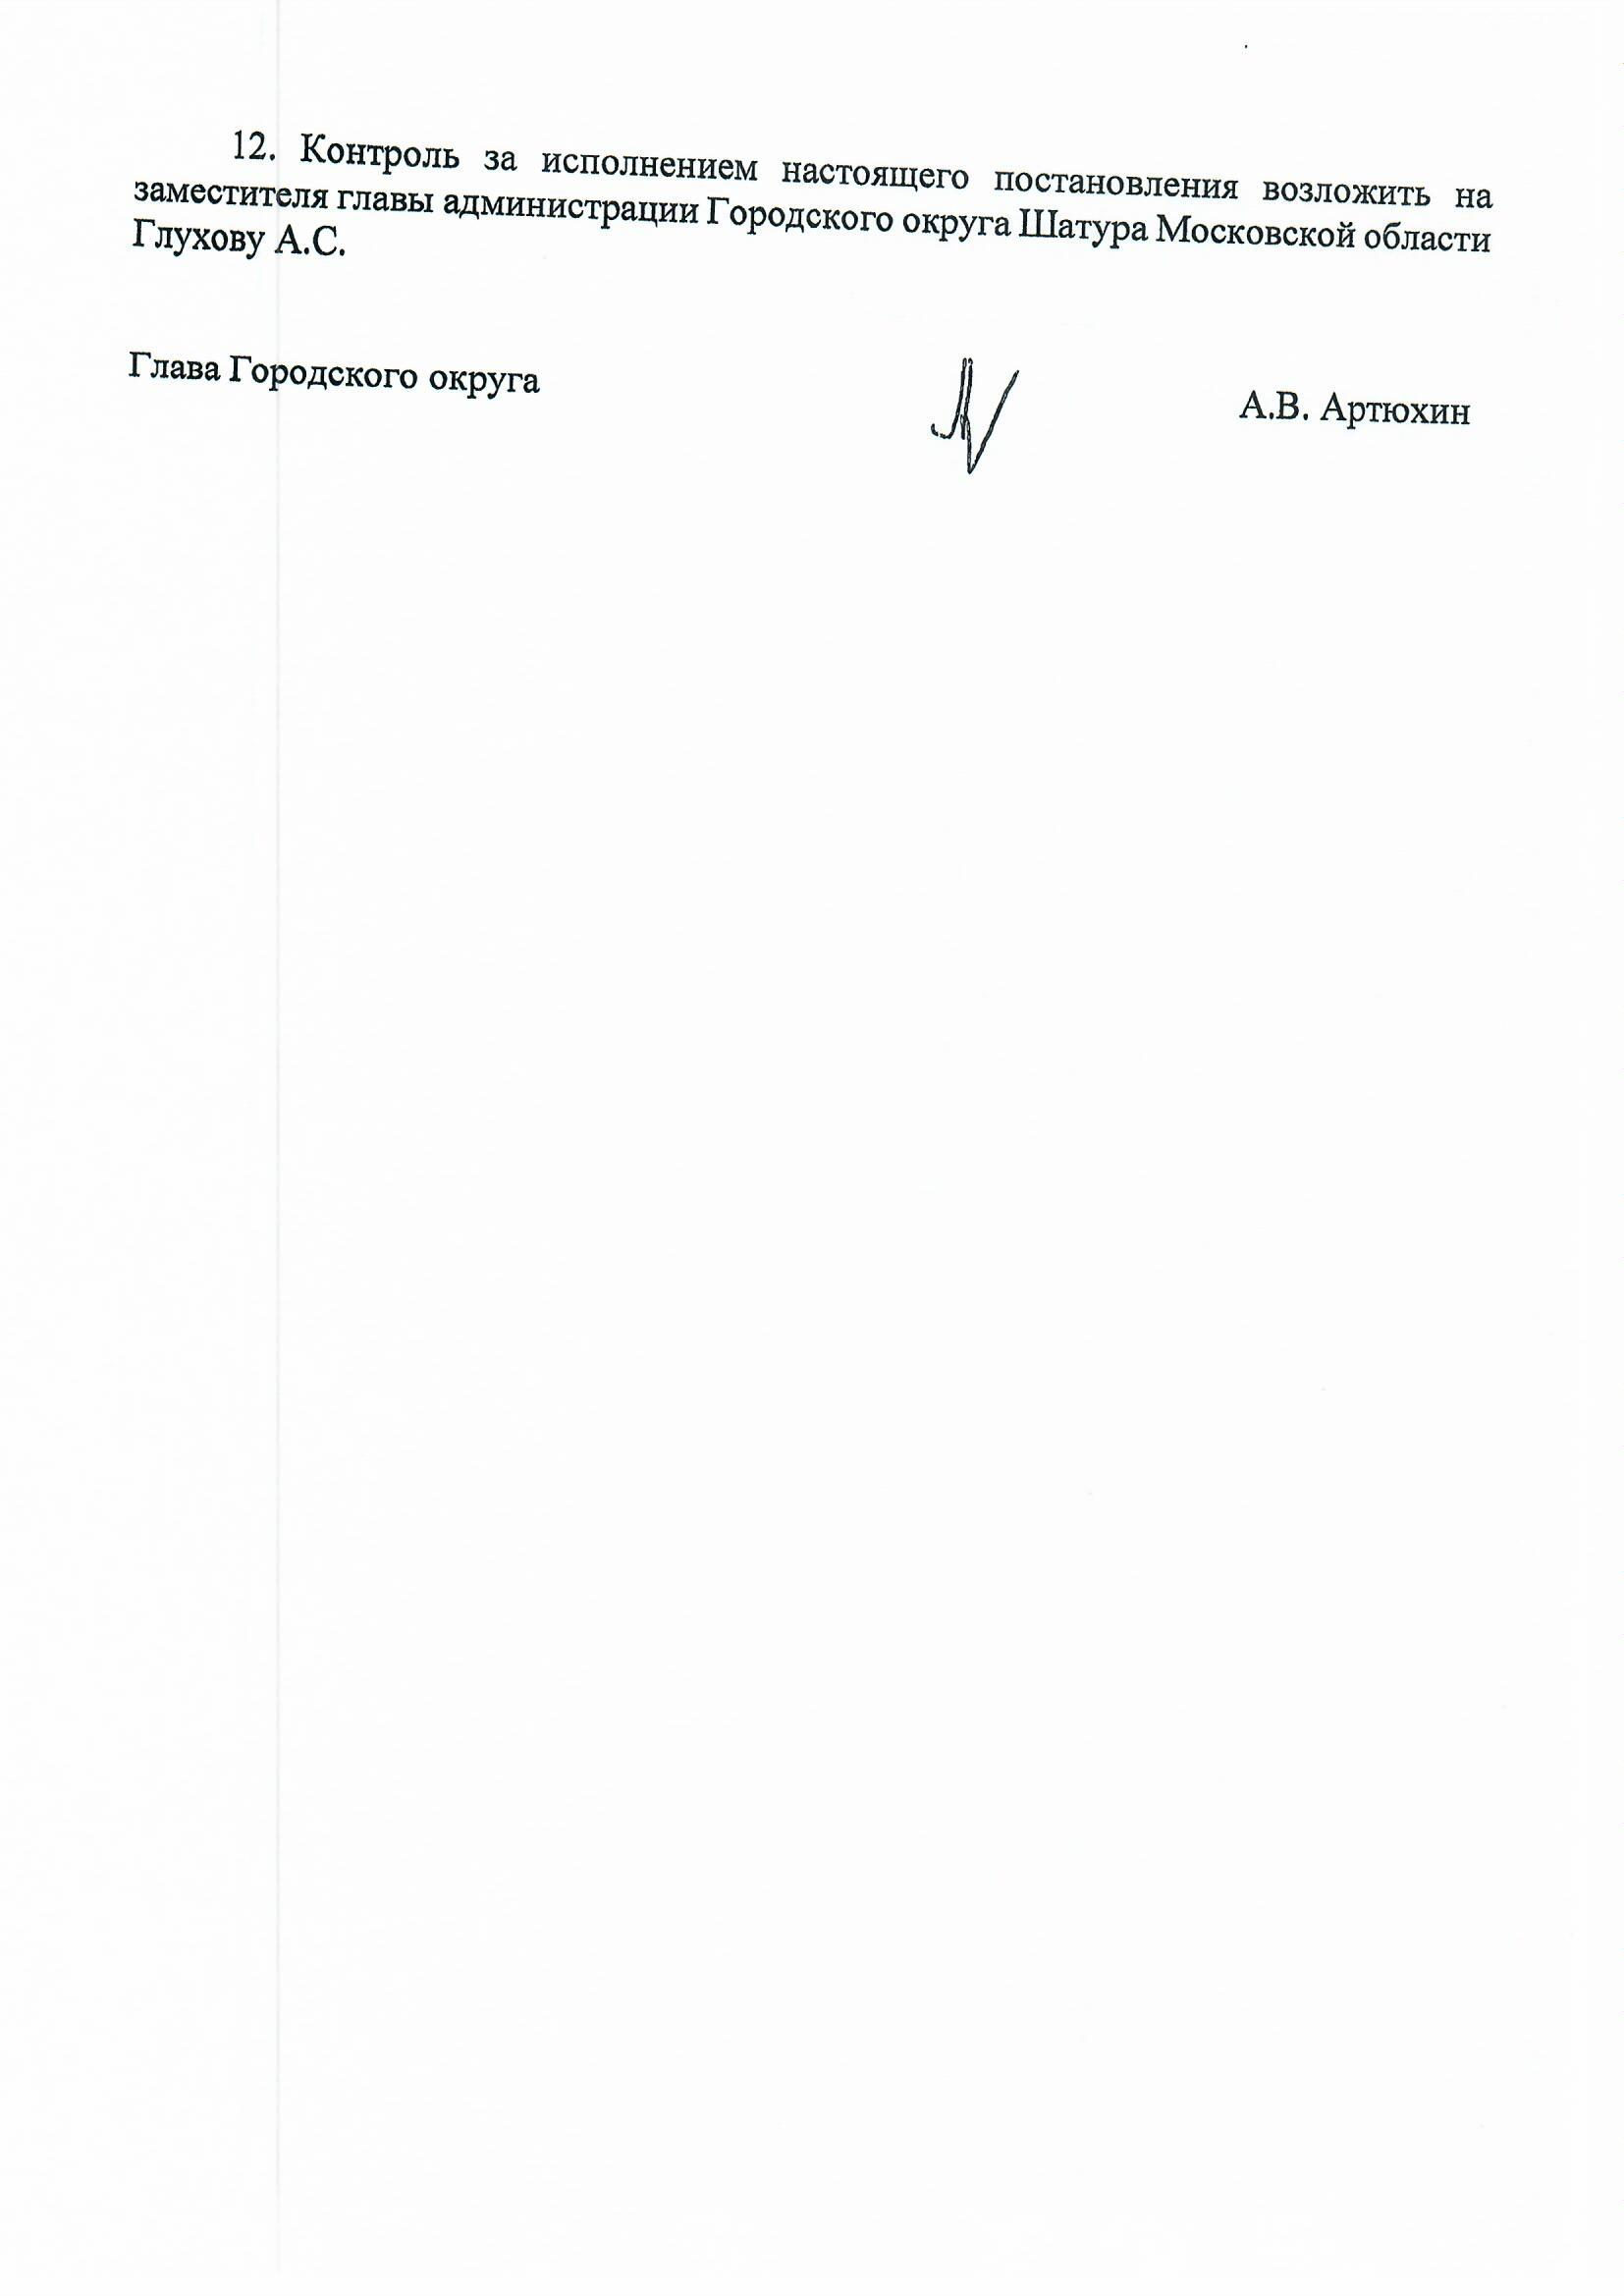 12. Контроль за исполнением настоящего постановления возложить на
заместителя главы администрации Городского округа Шатура Московской области
Глухову А.С.
Глава Городского округа
А.В. Артюхин